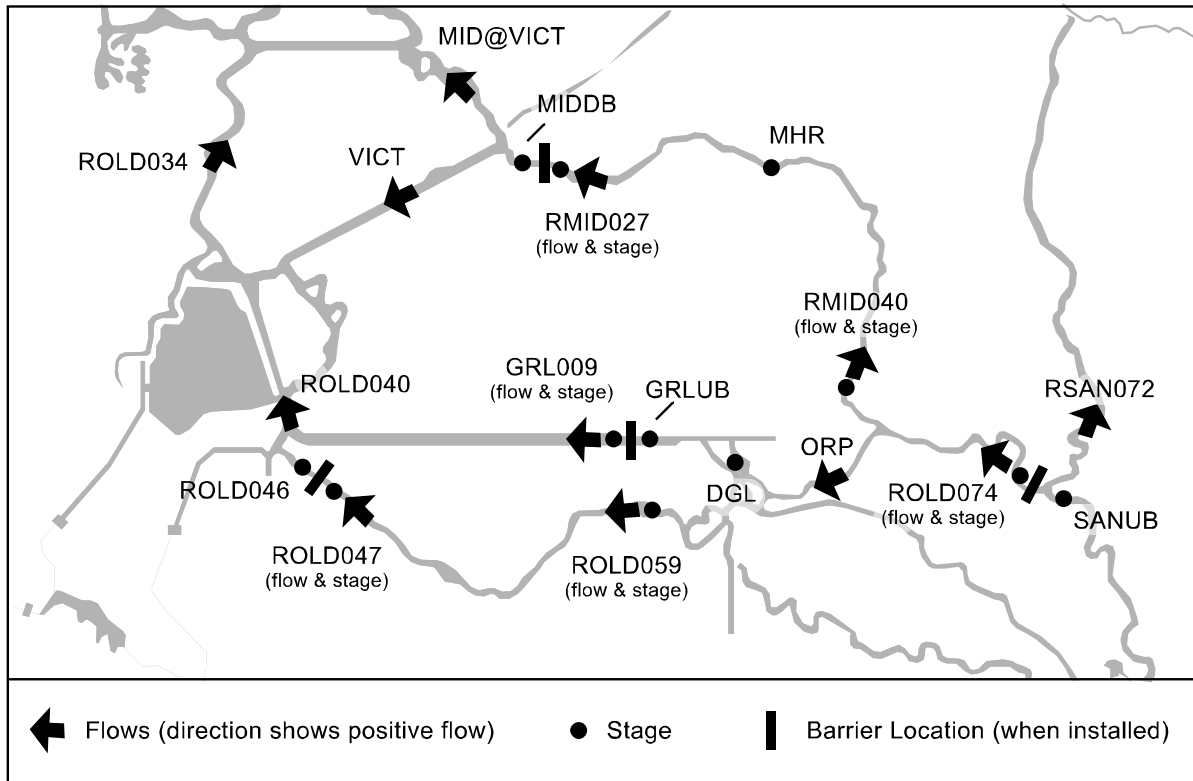 MID@VICT
MIDDB
MHR
ROLD034
VICT
RMID027
(flow & stage)
RMID040
(flow & stage)
GRL009
(flow & stage)
ROLD040
GRLUB
RSAN072
ORP
ROLD046
DGL
ROLD074
(flow & stage)
SANUB
ROLD047
(flow & stage)
ROLD059
(flow & stage)
Flows (direction shows positive flow)
Stage
Barrier Location (when installed)